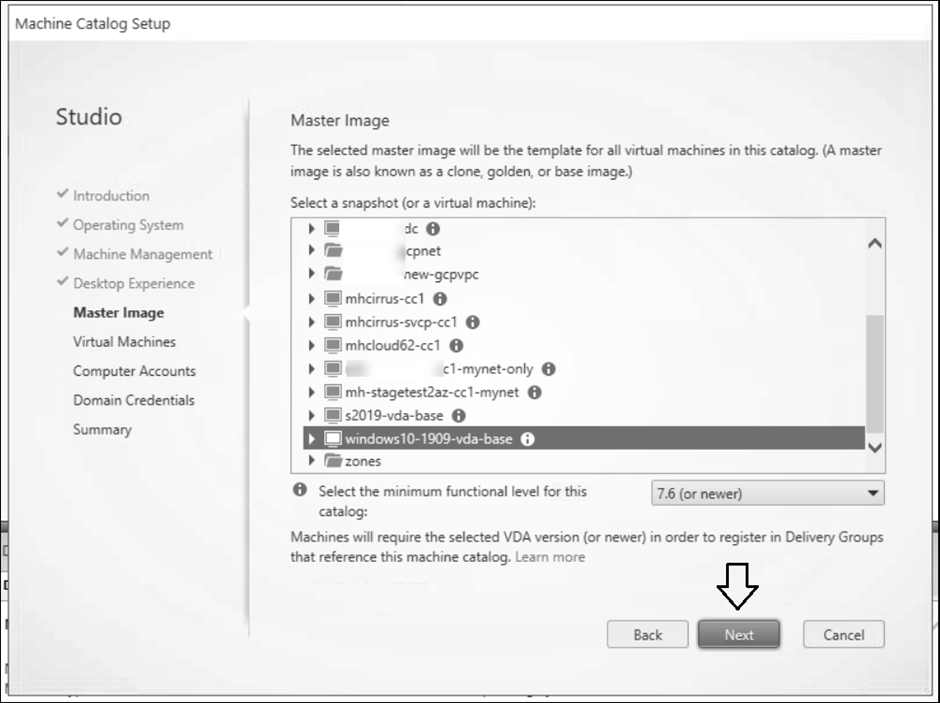 Machine Catalog Setup
Studio
Introduction
Operating System
Machine Management
Desktop Experience
Master Image
Virtual Machines
Computer Accounts
Domain Credentials
Summary
Master Image
The selected master image will be the template for all virtual machines in this catalog. (A master
image is also known as a clone, golden, or base image.)
Select a snapshot (or a virtual machine):
dc
cpnet
new-gcpvpc
mhcirrus-cc1
mhcirrus-svcp-cc1
mhcloud62-cc1
c1-mynet-only
mh-stagetest2az-cc1-mynet
s2019-vda-base
windows10-1909-vda-base
zones
Select the minimum functional level for this
catalog:
7.6 (or newer)
Machines will require the selected VDA version (or newer) in order to register in Delivery Groups
that reference this machine catalog. Learn more
Back
Next
Cancel